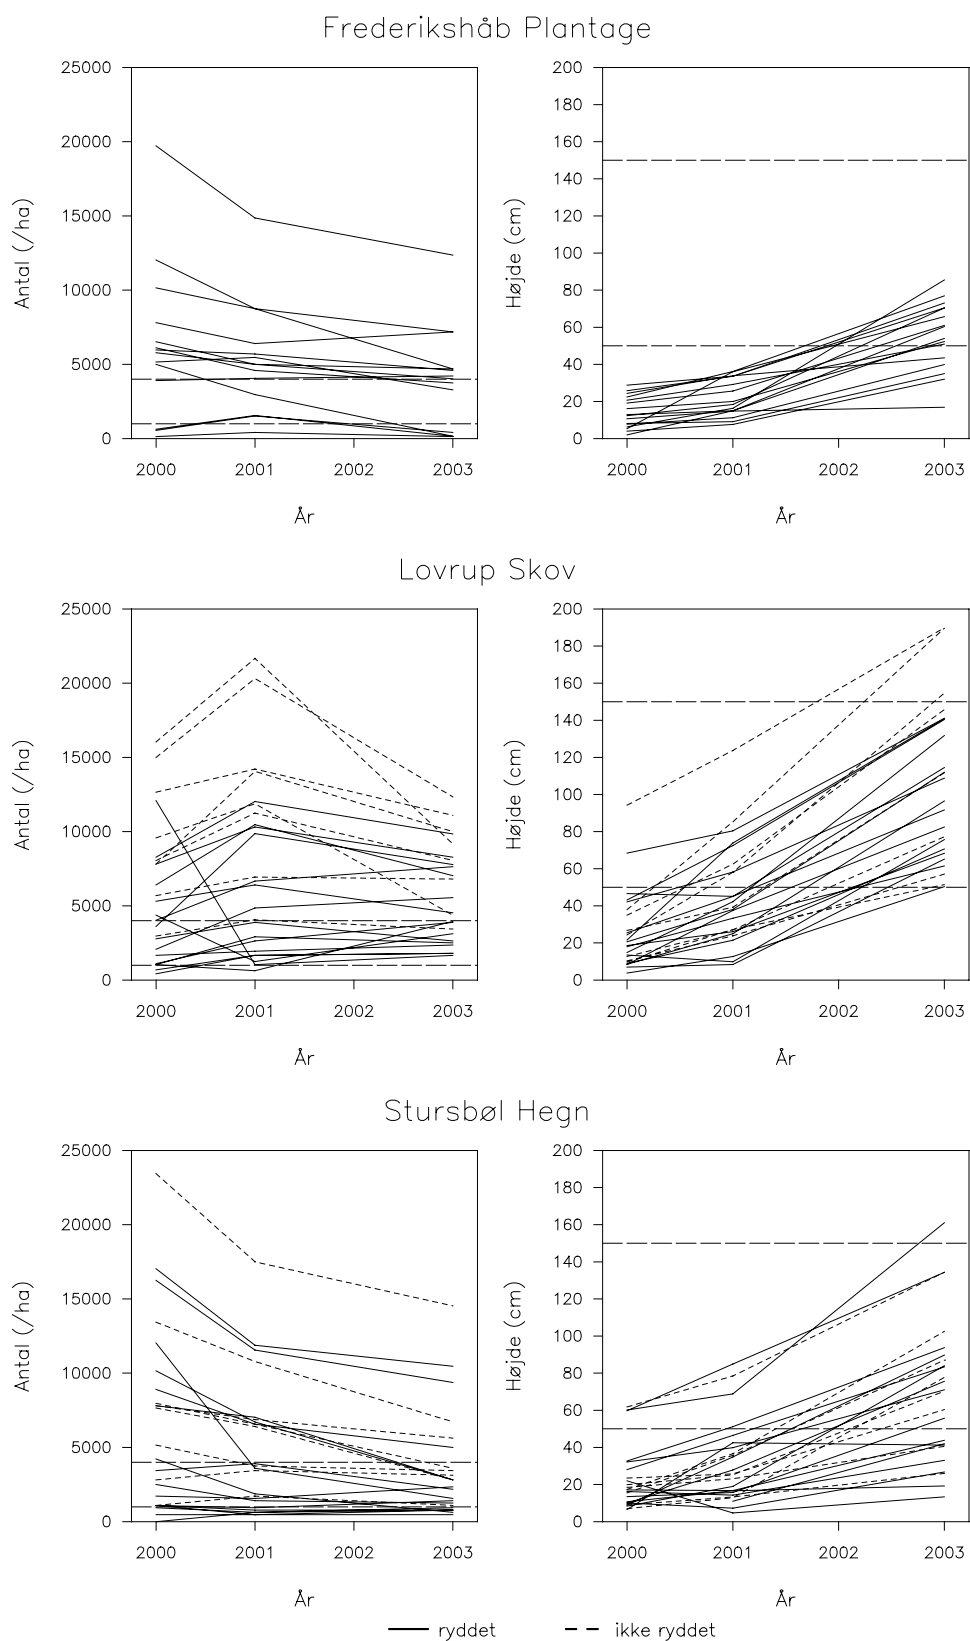 Frederikshåb Plantage
25000
20000
15000
10000
5000
0
Antal (/ha)
2000 2001 2002 2003
År
200
180
160
140
120
100
80
60
40
20
0
Højde (cm)
2000 2001 2002 2003
År
Lovrup Skov
25000
20000
15000
10000
5000
0
Antal (/ha)
2000 2001 2002 2003
År
200
180
160
140
120
100
80
60
40
20
0
Højde (cm)
2000 2001 2002 2003
År
Stursbøl Hegn
25000
20000
15000
10000
5000
0
Antal (/ha)
2000 2001 2002 2003
År
200
180
160
140
120
100
80
60
40
20
0
Højde (cm)
2000 2001 2002 2003
År
ryddet ikke ryddet